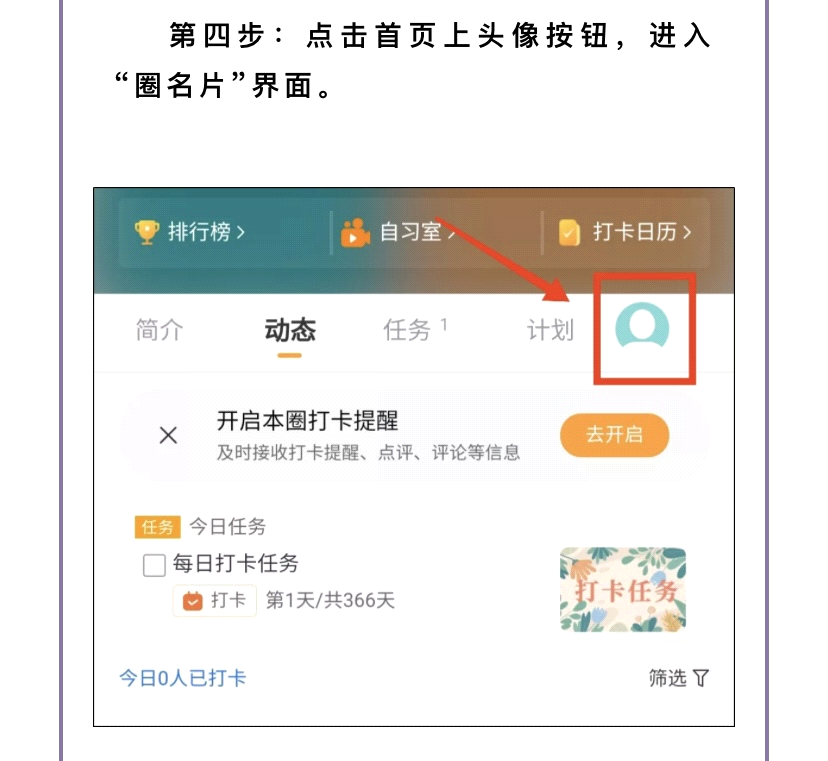 第四步：点击首页上头像按钮，进入
“圈名片”界面。
排行榜› 自习室› 打卡日历›
简介 动态 任务 1 计划
开启本圈打卡提醒
及时接收打卡提醒、点评、评论等信息
去开启
任务 今日任务
每日打卡任务
打卡 第1天/共366天
打卡任务
今日0人已打卡 筛选